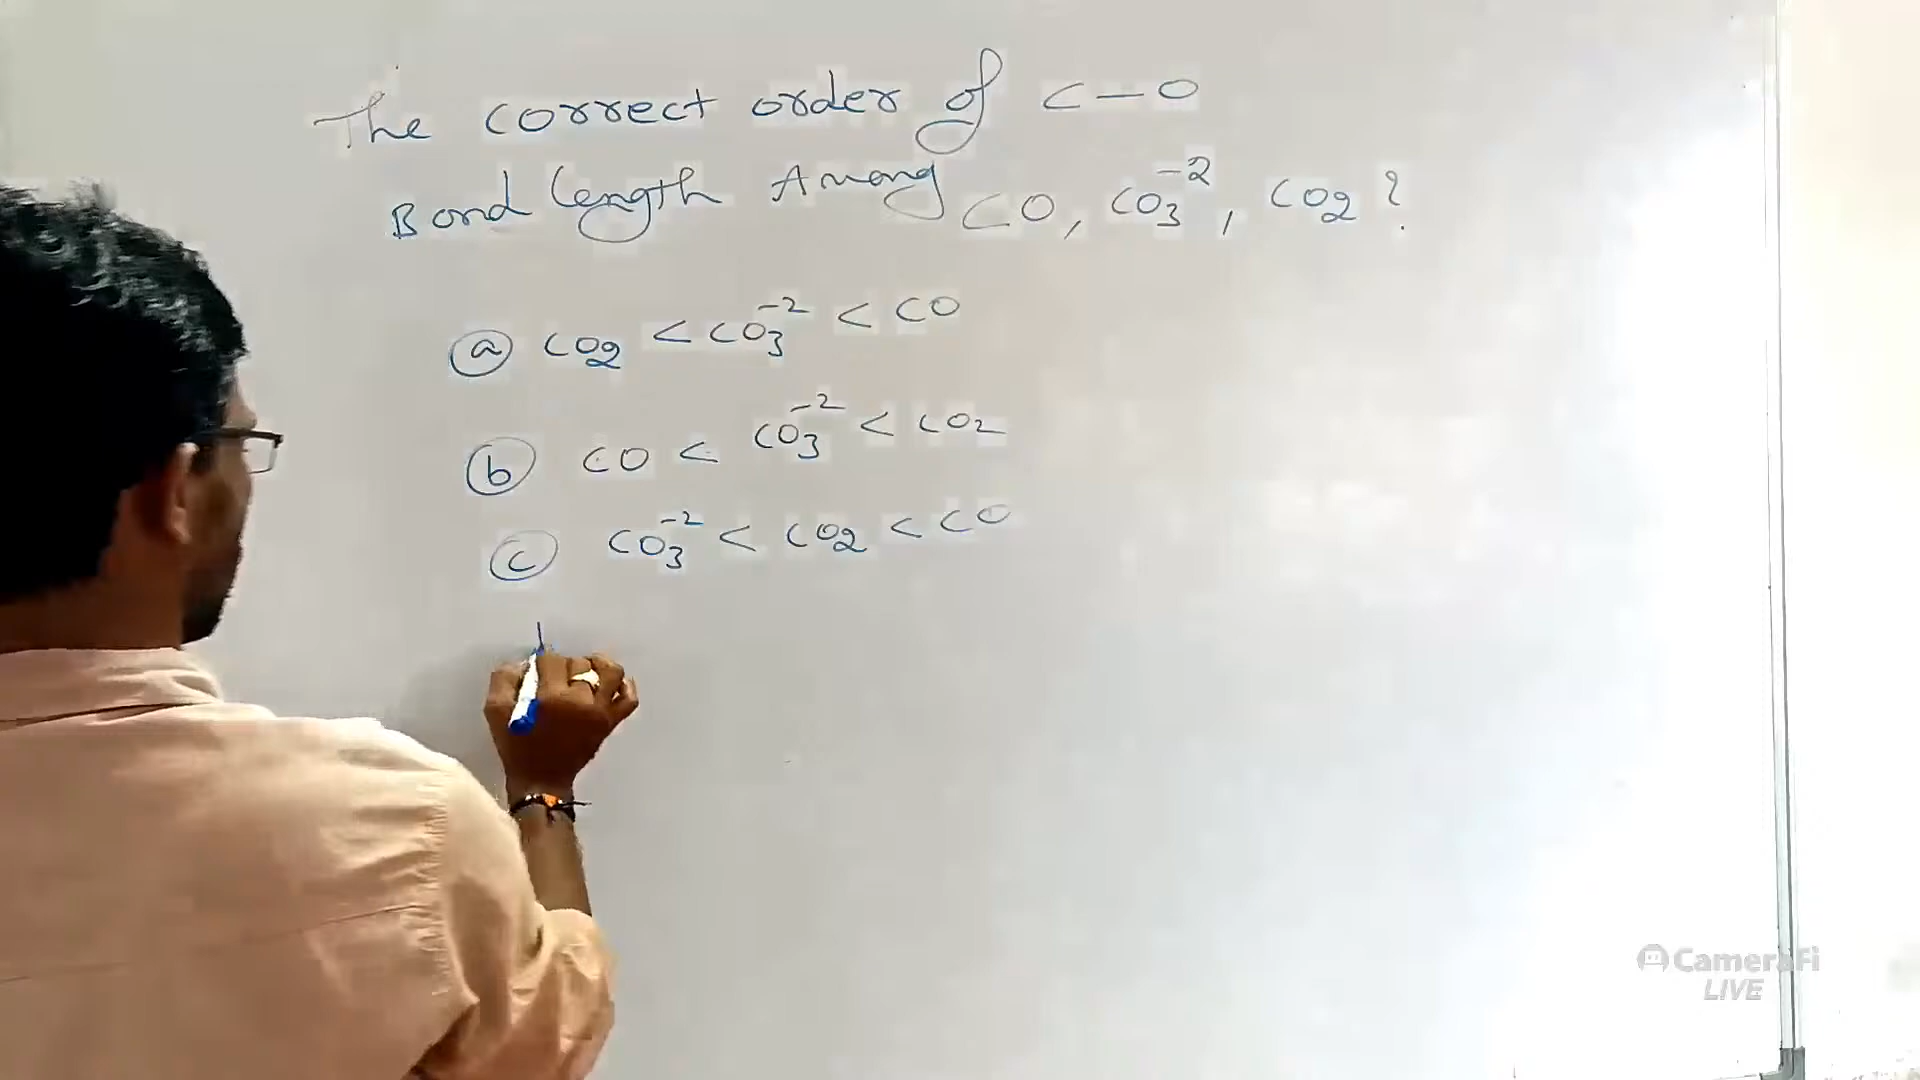 The correct order of C-O
Bond length Among CO, CO₃⁻², CO₂?
(a) CO₂ < CO₃⁻² < CO
(b) CO < CO₃⁻² < CO₂
(c) CO₃⁻² < CO₂ < CO
CameraFi
LIVE